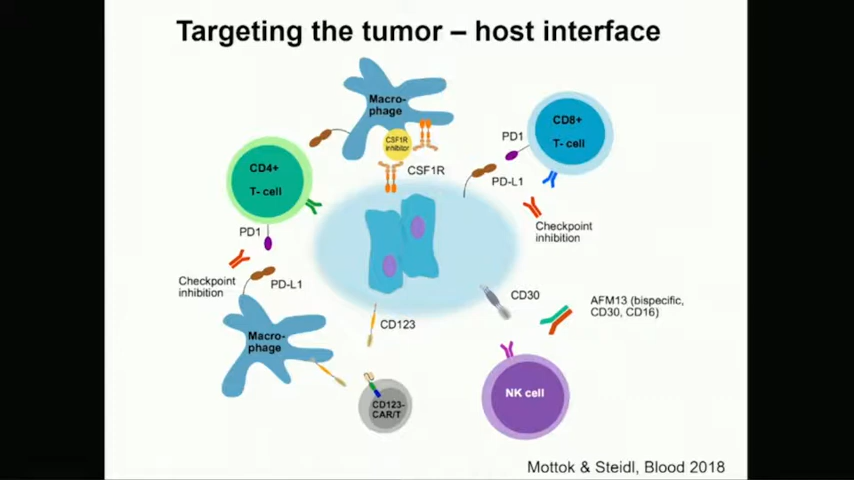 Targeting the tumor – host interface
Macro-
phage
CSF1R
inhibitor
CSF1R
CD4+
T- cell
PD1
CD8+
T- cell
PD1
PD-L1
Checkpoint
inhibition
Checkpoint
inhibition
PD-L1
Macro-
phage
CD123
CD30
AFM13 (bispecific,
CD30, CD16)
CD123-
CAR/T
NK cell
Mottok & Steidl, Blood 2018